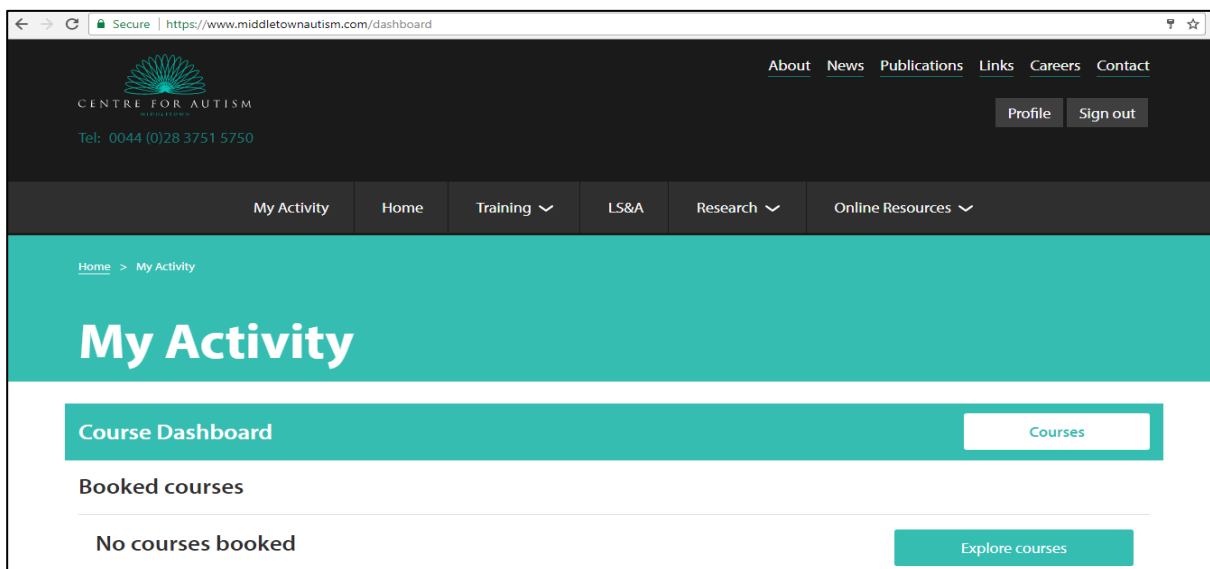 Secure | https://www.middletownautism.com/dashboard
About News Publications Links Careers Contact
CENTRE FOR AUTISM
MIDDLETOWN
Profile Sign out
Tel: 0044 (0)28 3751 5750
My Activity Home Training LS&A Research Online Resources
Home > My Activity
My Activity
Course Dashboard Courses
Booked courses
No courses booked Explore courses